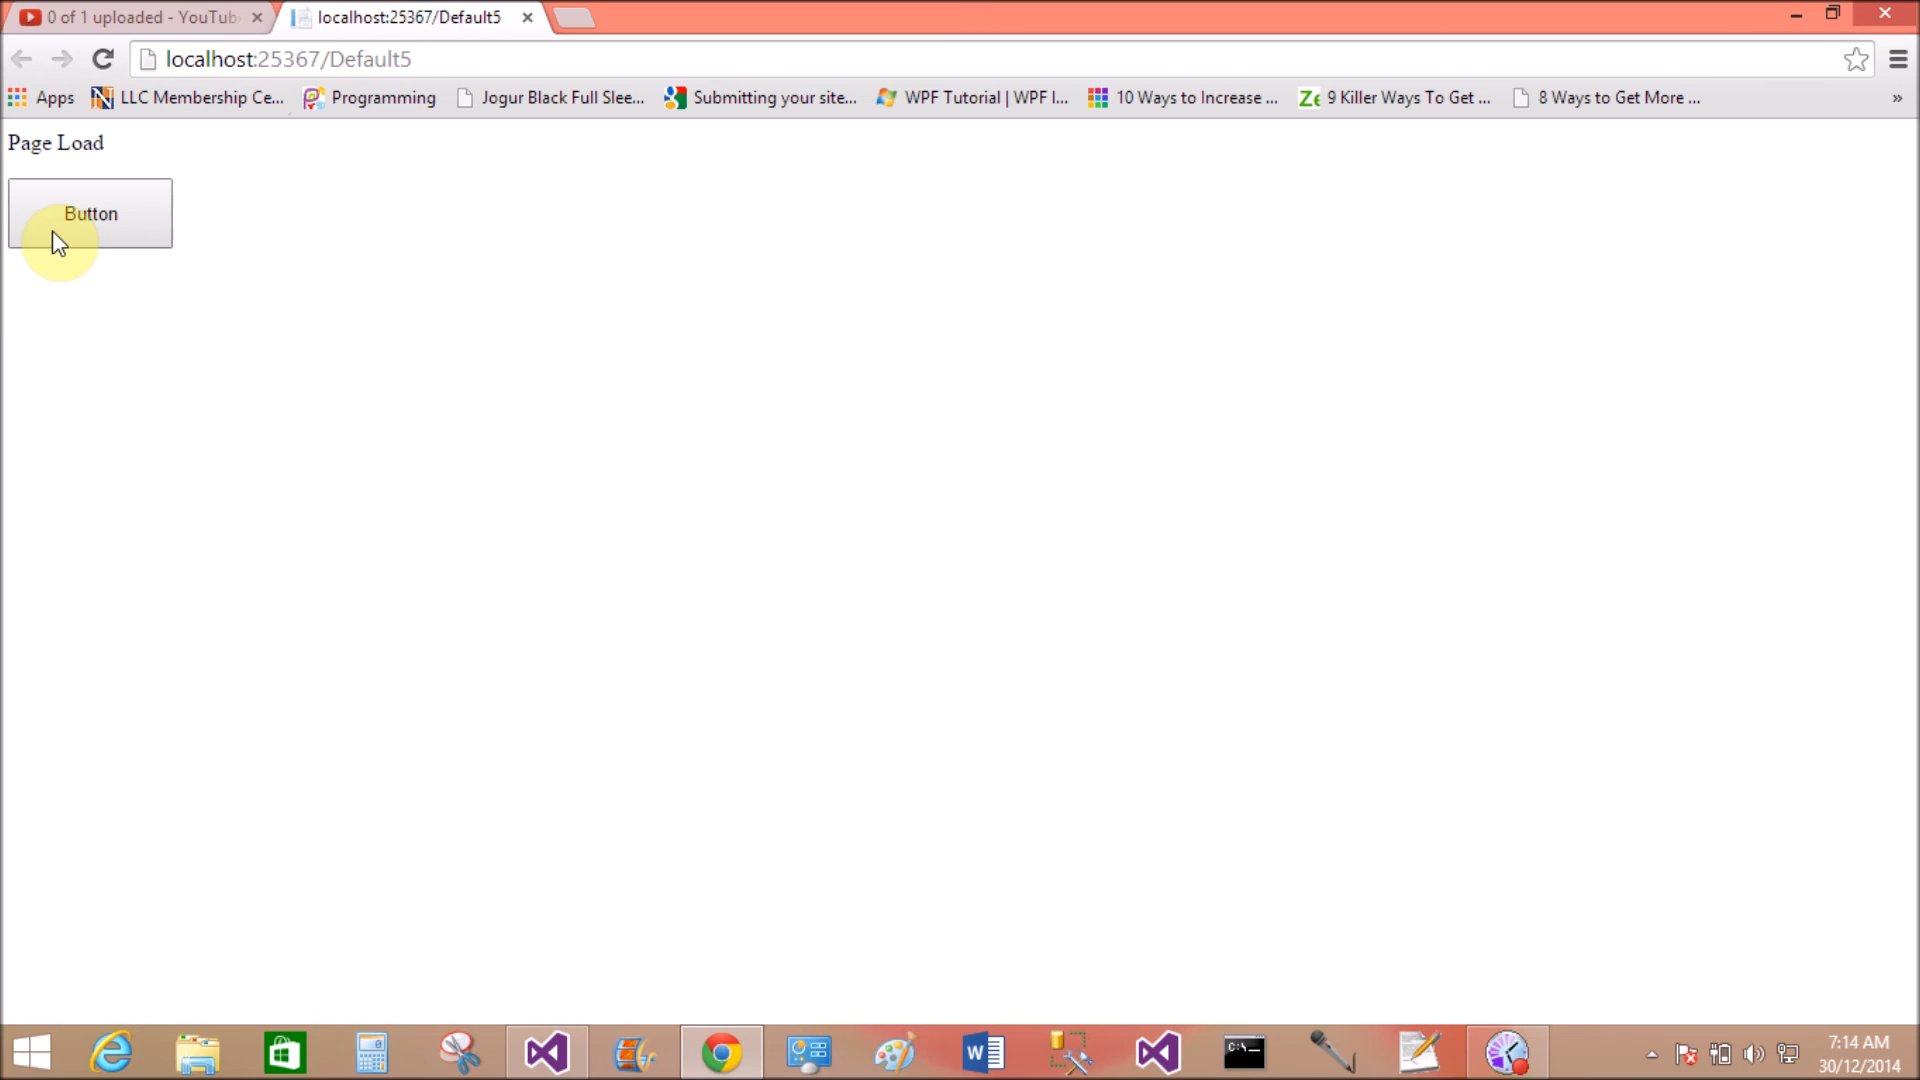 0 of 1 uploaded - YouTub
localhost:25367/Default5
localhost:25367/Default5
Apps
LLC Membership Ce...
Programming
Jogur Black Full Slee...
Submitting your site...
WPF Tutorial | WPF I...
10 Ways to Increase ...
9 Killer Ways To Get ...
8 Ways to Get More ...
»
Page Load
Button
7:14 AM
30/12/2014